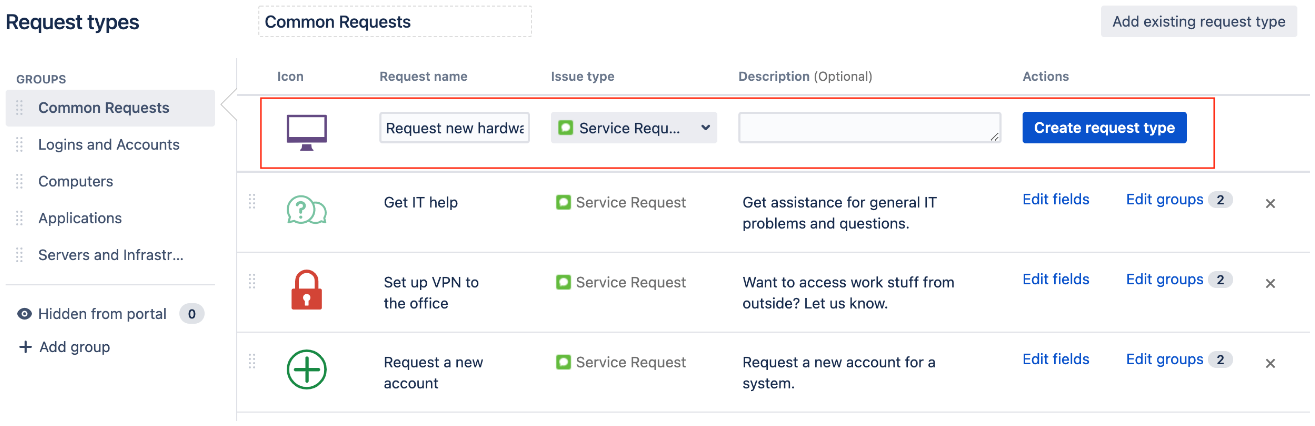 Request types
Common Requests
Add existing request type
GROUPS
Common Requests
Logins and Accounts
Computers
Applications
Servers and Infrastr...
Hidden from portal 0
Add group
Icon Request name Issue type Description (Optional) Actions
Request new hardwa Service Requ... Create request type
Get IT help Service Request Get assistance for general IT Edit fields Edit groups 2
problems and questions.
Set up VPN to Service Request Want to access work stuff from Edit fields Edit groups 2
the office outside? Let us know.
Request a new Service Request Request a new account for a Edit fields Edit groups 2
account system.